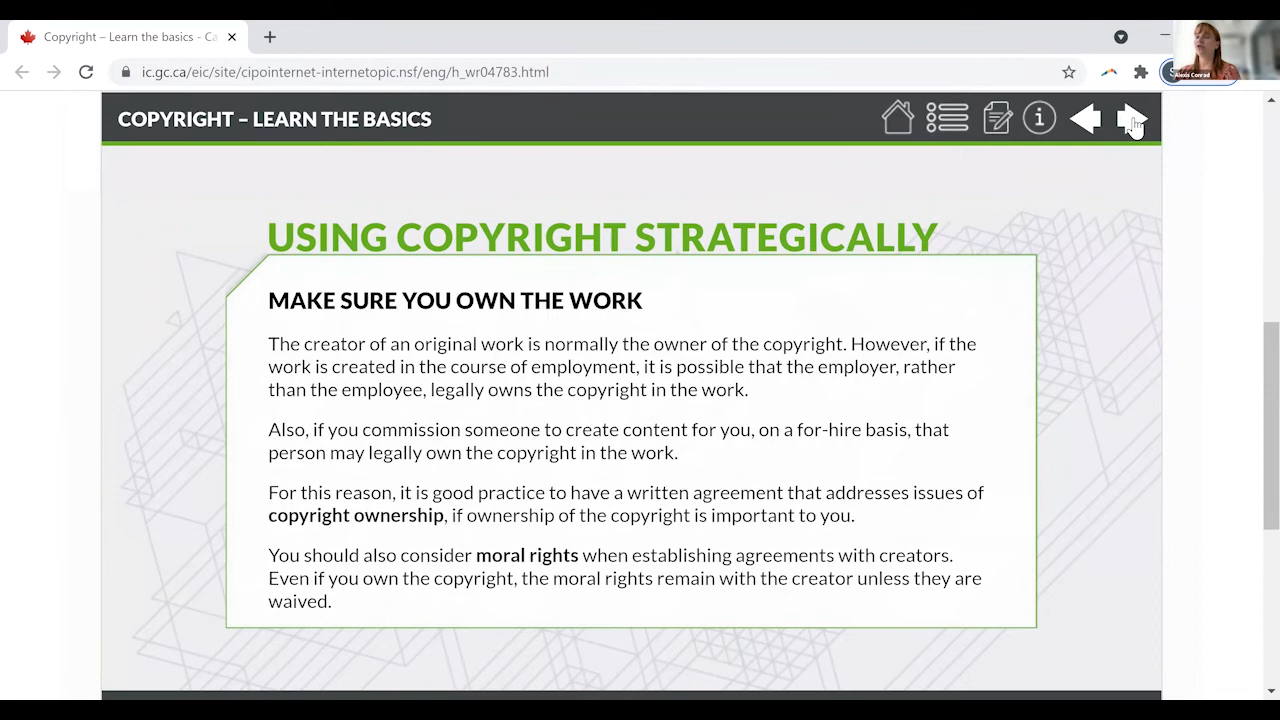 Copyright – Learn the basics - Ca
ic.gc.ca/eic/site/cipointernet-internetopic.nsf/eng/h_wr04783.html
Alexis Conrad
COPYRIGHT – LEARN THE BASICS
USING COPYRIGHT STRATEGICALLY
MAKE SURE YOU OWN THE WORK
The creator of an original work is normally the owner of the copyright. However, if the
work is created in the course of employment, it is possible that the employer, rather
than the employee, legally owns the copyright in the work.
Also, if you commission someone to create content for you, on a for-hire basis, that
person may legally own the copyright in the work.
For this reason, it is good practice to have a written agreement that addresses issues of
copyright ownership, if ownership of the copyright is important to you.
You should also consider moral rights when establishing agreements with creators.
Even if you own the copyright, the moral rights remain with the creator unless they are
waived.